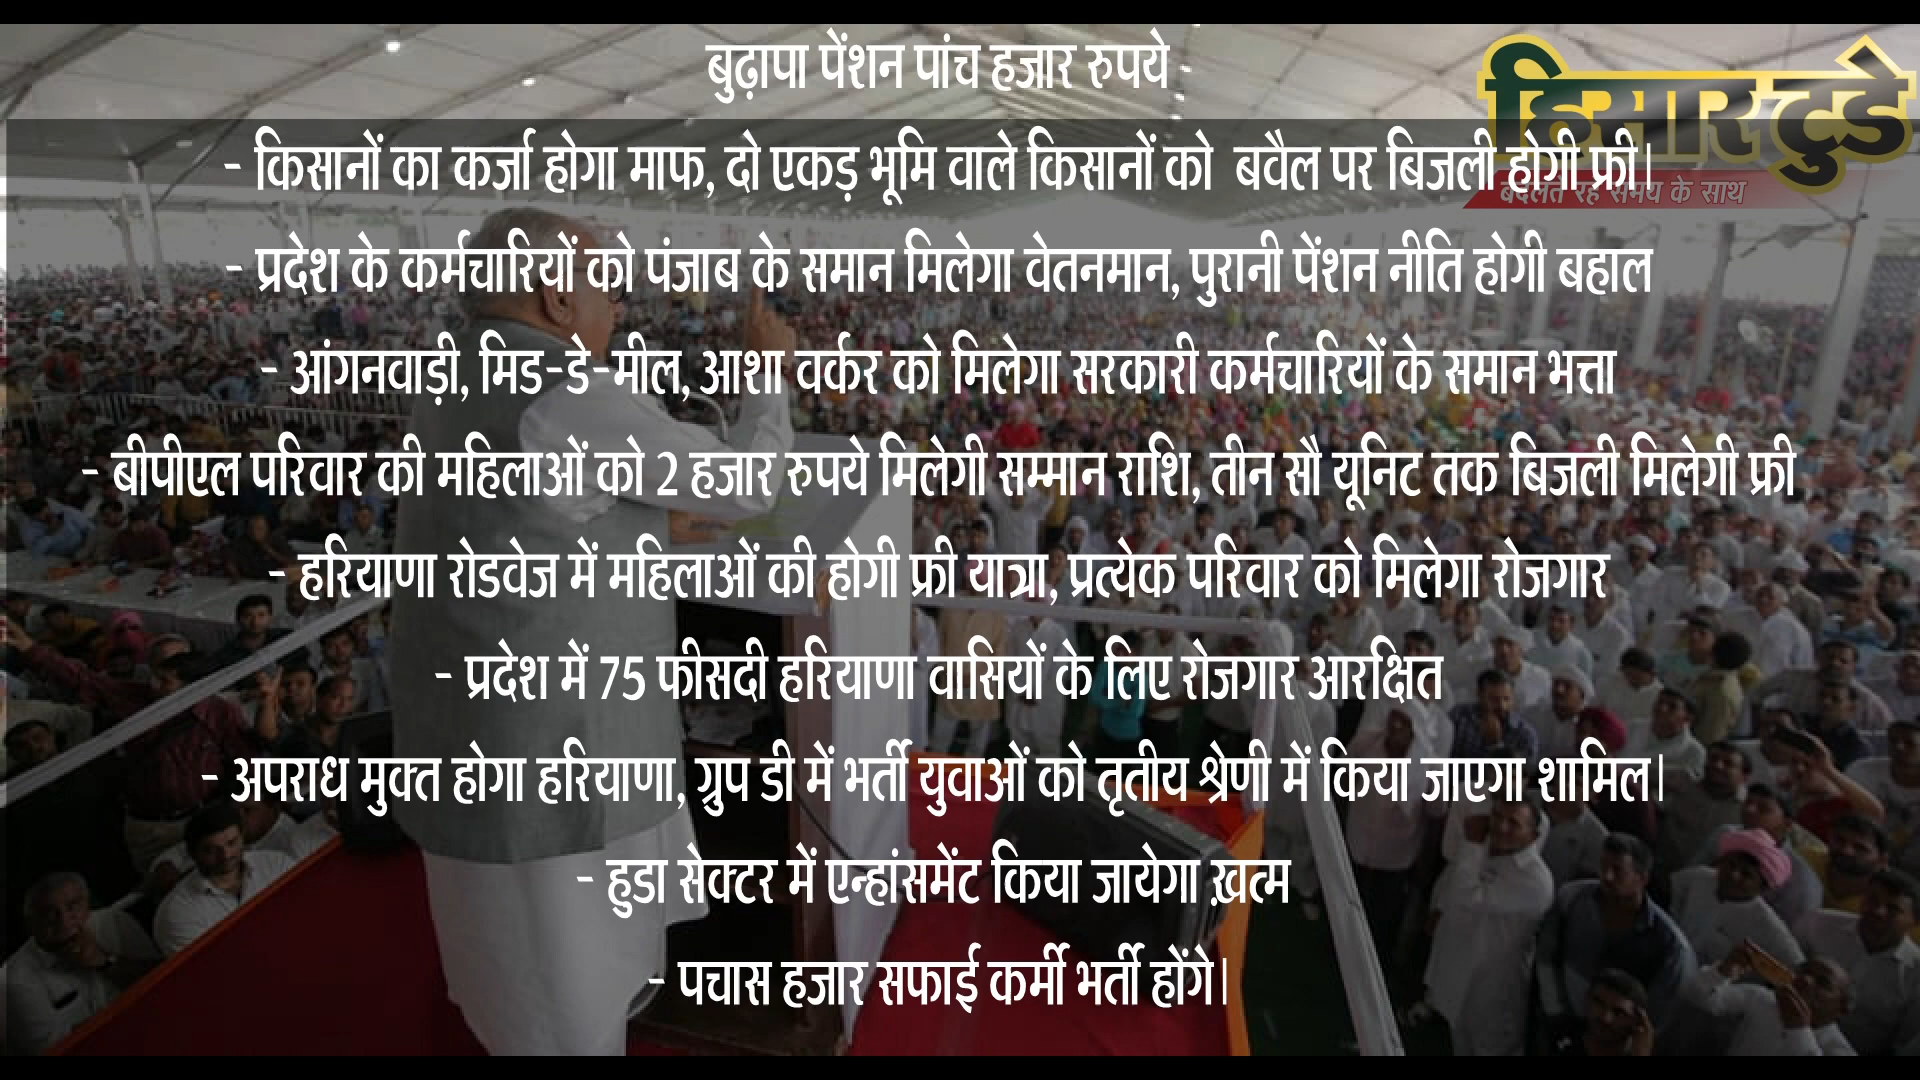 बुढ़ापा पेंशन पांच हजार रुपये -
हिसार टुडे
- किसानों का कर्जा होगा माफ, दो एकड़ भूमि वाले किसानों को बवैल पर बिजली होगी फ्री।
बदलते रहे समय के साथ
- प्रदेश के कर्मचारियों को पंजाब के समान मिलेगा वेतनमान, पुरानी पेंशन नीति होगी बहाल
- आंगनवाड़ी, मिड-डे-मील, आशा वर्कर को मिलेगा सरकारी कर्मचारियों के समान भत्ता
- बीपीएल परिवार की महिलाओं को 2 हजार रुपये मिलेगी सम्मान राशि, तीन सौ यूनिट तक बिजली मिलेगी फ्री
- हरियाणा रोडवेज में महिलाओं की होगी फ्री यात्रा, प्रत्येक परिवार को मिलेगा रोजगार
- प्रदेश में 75 फीसदी हरियाणा वासियों के लिए रोजगार आरक्षित
- अपराध मुक्त होगा हरियाणा, ग्रुप डी में भर्ती युवाओं को तृतीय श्रेणी में किया जाएगा शामिल।
- हुडा सेक्टर में एन्हांसमेंट किया जायेगा ख़त्म
- पचास हजार सफाई कर्मी भर्ती होंगे।